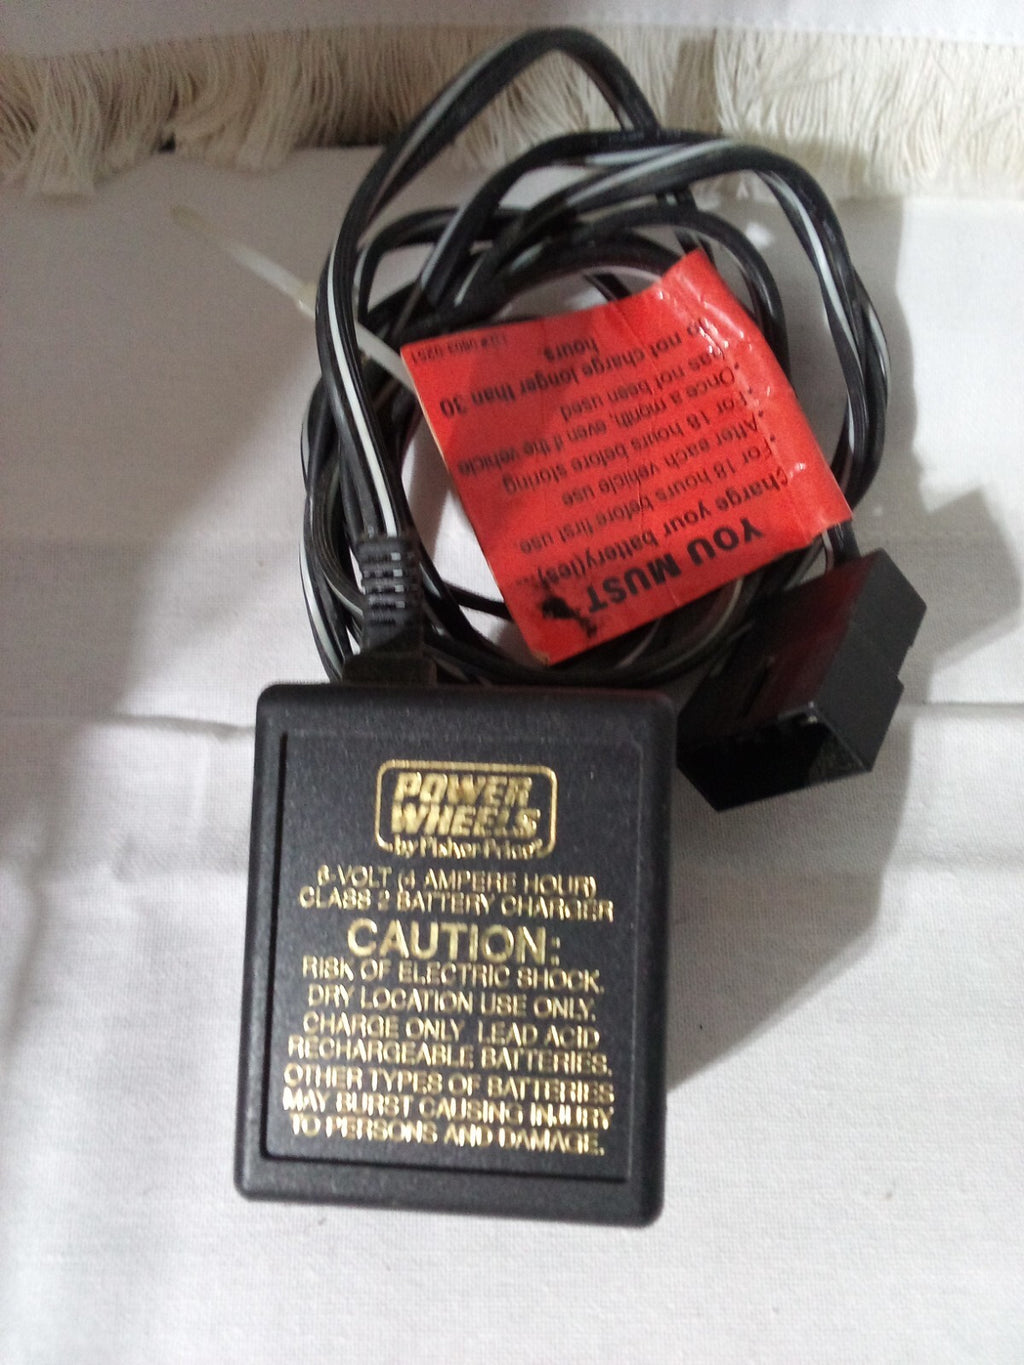 POWER
WHEELS
by Fisher-Price®
6-VOLT (4 AMPERE HOUR)
CLASS 2 BATTERY CHARGER
CAUTION:
RISK OF ELECTRIC SHOCK.
DRY LOCATION USE ONLY.
CHARGE ONLY LEAD ACID
RECHARGEABLE BATTERIES.
OTHER TYPES OF BATTERIES
MAY BURST CAUSING INJURY
TO PERSONS AND DAMAGE.
YOU MUST
Charge your battery(ies)...
• For 18 hours before first use
• After each vehicle use
• For 18 hours before storing
• Once a month, even if the vehicle
has not been used
Do not charge longer than 30
hours
0803-0251